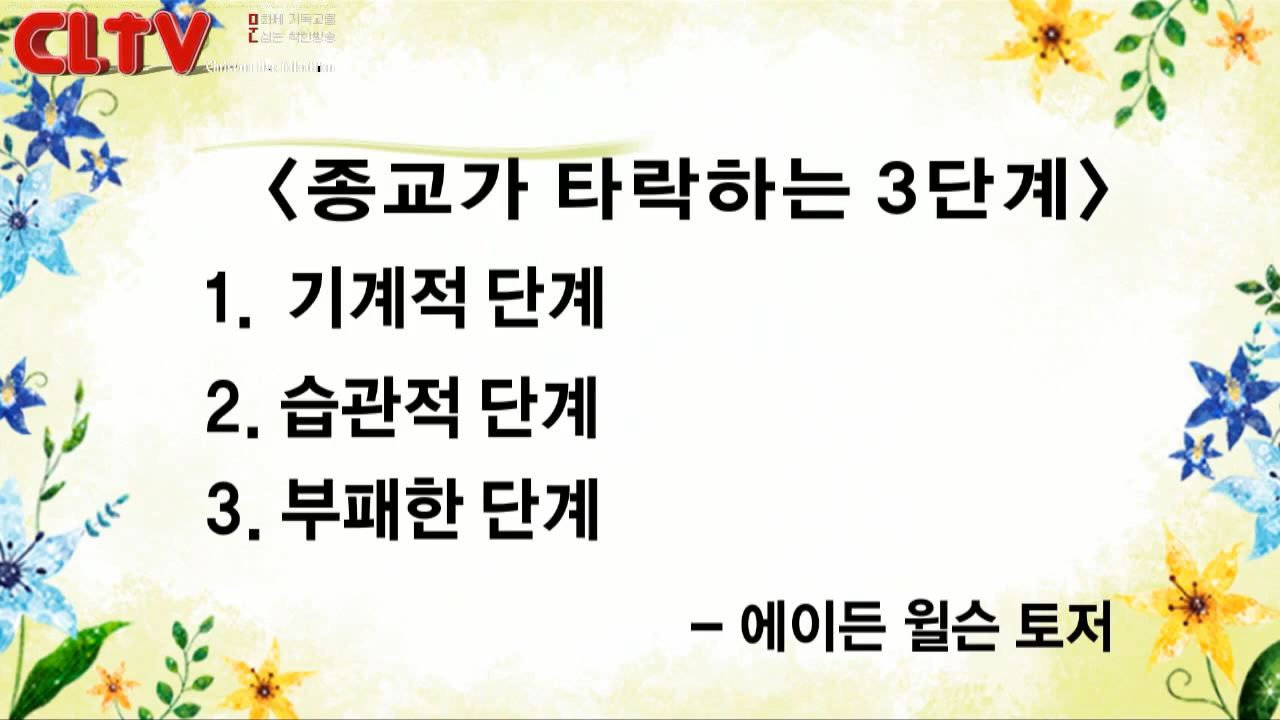 CLTV
<종교가 타락하는 3단계>
1. 기계적 단계
2. 습관적 단계
3. 부패한 단계
- 에이든 윌슨 토저